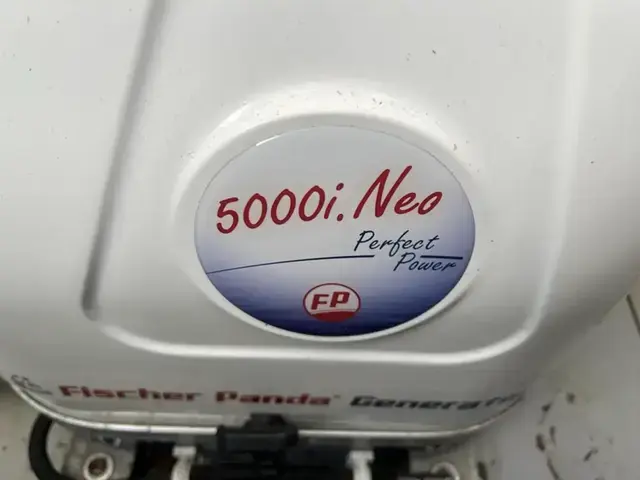 5000i.Neo
Perfect
Power
FP
Fischer Panda®